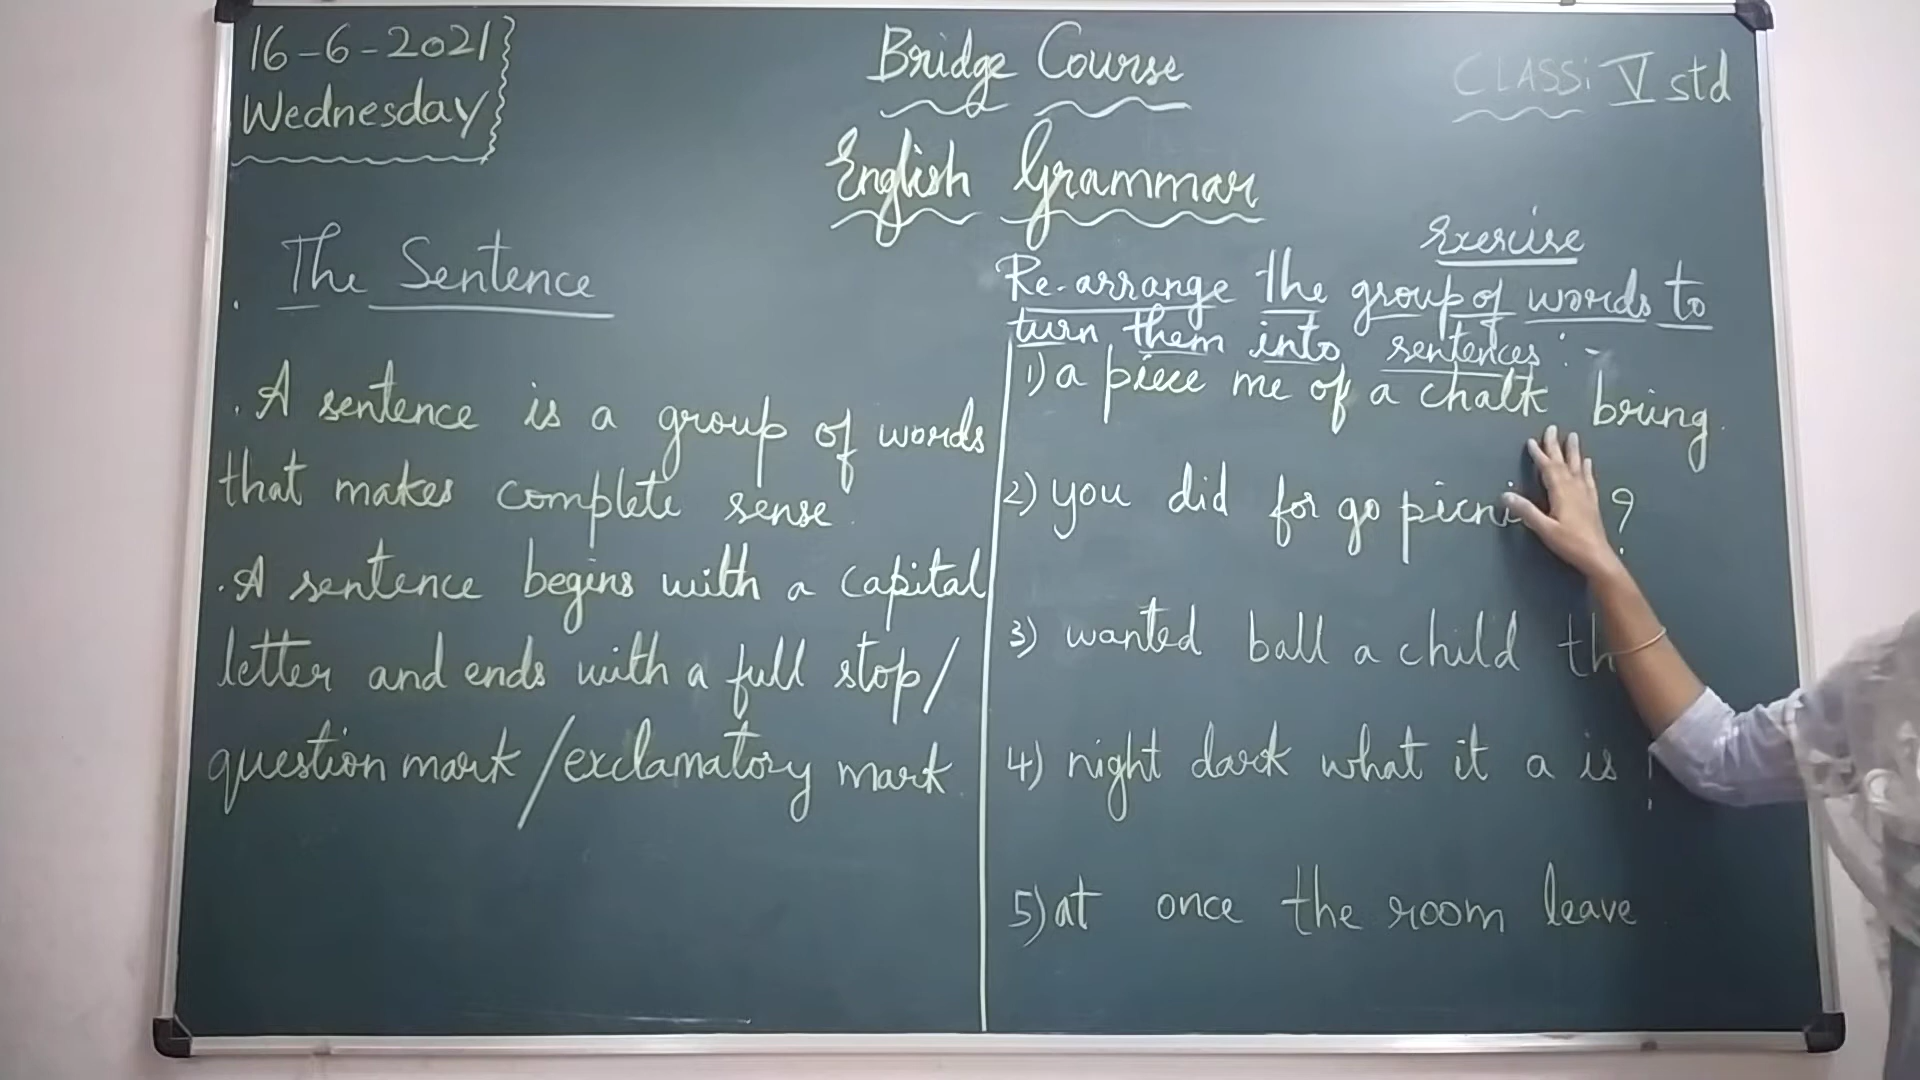 16-6-2021
Wednesday
Bridge Course
English Grammar
CLASS: V std
The Sentence
. A sentence is a group of words
that makes complete sense.
. A sentence begins with a capital
letter and ends with a full stop/
question mark/exclamatory mark
Exercise
Re-arrange the group of words to
turn them into sentences:-
1) a piece me of a chalk bring.
2) you did for go ?
3) wanted ball a child
4) night dark what it a is !
5) at once the room leave